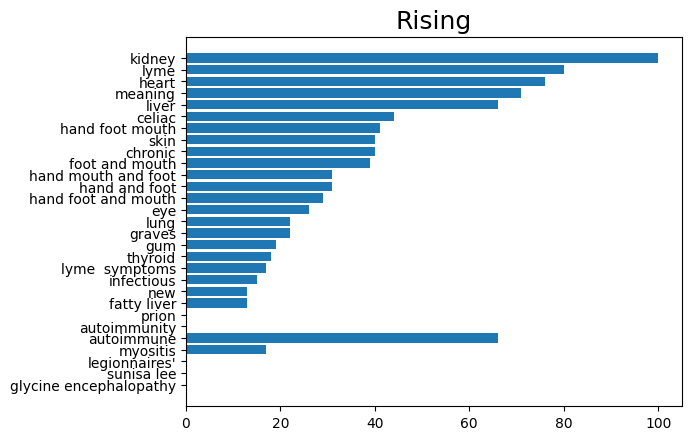 Rising
kidney
lyme
heart
meaning
liver
celiac
hand foot mouth
skin
chronic
foot and mouth
hand mouth and foot
hand and foot
hand foot and mouth
eye
lung
graves
gum
thyroid
lyme  symptoms
infectious
new
fatty liver
prion
autoimmunity
autoimmune
myositis
legionnaires'
sunisa lee
glycine encephalopathy
0 20 40 60 80 100